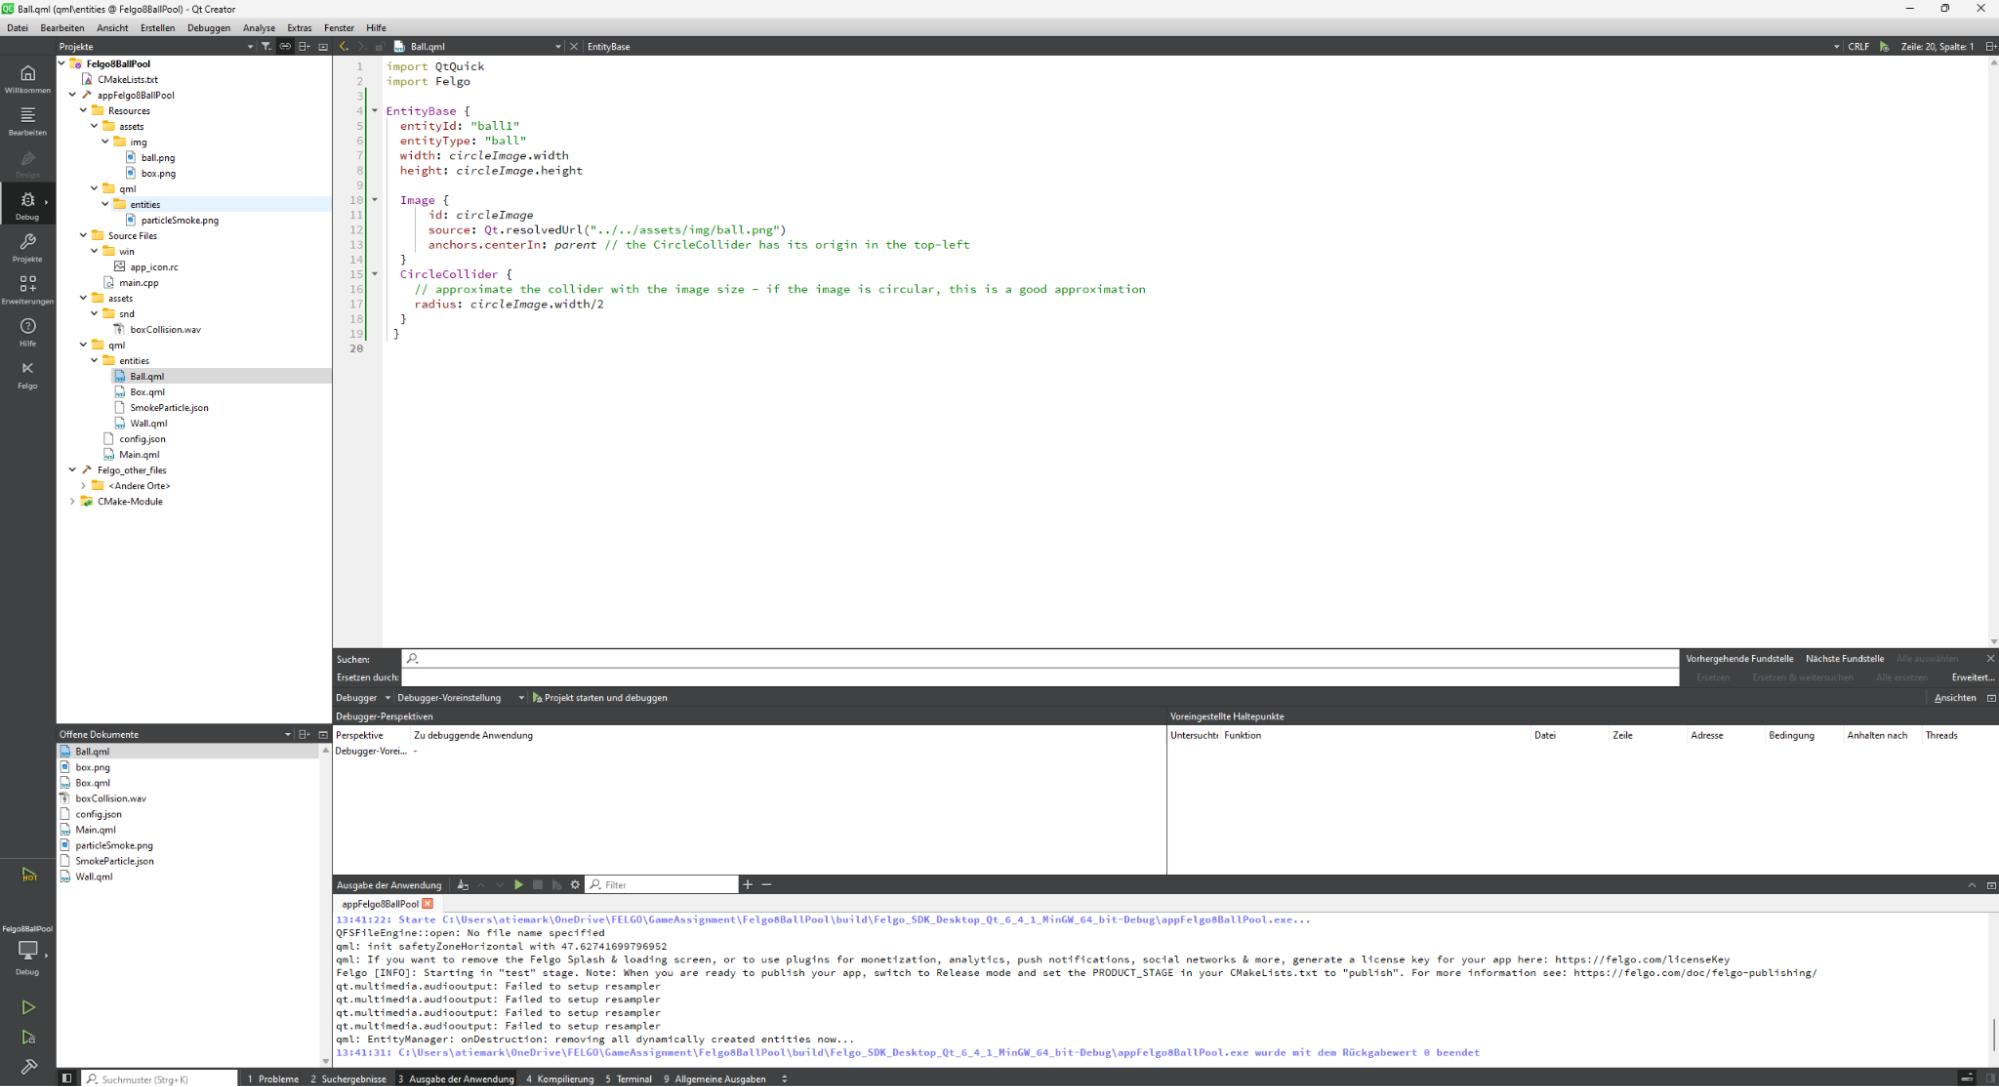 Ball.qml (qml\entities @ Felgo8BallPool) - Qt Creator
Datei Bearbeiten Ansicht Erstellen Debuggen Analyse Extras Fenster Hilfe
Projekte
Ball.qml
EntityBase
CRLF
Zeile: 20, Spalte: 1
Willkommen
Bearbeiten
Design
Debug
Projekte
Erweiterungen
Hilfe
Felgo
Felgo8BallPool
CMakeLists.txt
appFelgo8BallPool
Resources
assets
img
ball.png
box.png
qml
entities
particleSmoke.png
Source Files
win
app_icon.rc
main.cpp
assets
snd
boxCollision.wav
qml
entities
Ball.qml
Box.qml
SmokeParticle.json
Wall.qml
config.json
Main.qml
Felgo_other_files
<Andere Orte>
CMake-Module
1 import QtQuick
2 import Felgo
3
4 EntityBase {
5 entityId: "ball1"
6 entityType: "ball"
7 width: circleImage.width
8 height: circleImage.height
9
10 Image {
11 id: circleImage
12 source: Qt.resolvedUrl("../../assets/img/ball.png")
13 anchors.centerIn: parent // the CircleCollider has its origin in the top-left
14 }
15 CircleCollider {
16 // approximate the collider with the image size - if the image is circular, this is a good approximation
17 radius: circleImage.width/2
18 }
19 }
20
Suchen:
Vorhergehende Fundstelle Nächste Fundstelle Alle auswählen
Ersetzen durch:
Ersetzen Ersetzen & weitersuchen Alle ersetzen Erweitert...
Debugger Debugger-Voreinstellung Projekt starten und debuggen Ansichten
Debugger-Perspektiven
Perspektive Zu debuggende Anwendung
Debugger-Vorei... -
Voreingestellte Haltepunkte
Untersuchte Funktion Datei Zeile Adresse Bedingung Anhalten nach Threads
Offene Dokumente
Ball.qml
box.png
Box.qml
boxCollision.wav
config.json
Main.qml
particleSmoke.png
SmokeParticle.json
Wall.qml
HOT
Felgo8BallPool
Debug
Ausgabe der Anwendung
Filter
appFelgo8BallPool
13:41:22: Starte C:\Users\atiemark\OneDrive\FELGO\GameAssignment\Felgo8BallPool\build\Felgo_SDK_Desktop_Qt_6_4_1_MinGW_64_bit-Debug\appFelgo8BallPool.exe...
QFSFileEngine::open: No file name specified
qml: init safetyZoneHorizontal with 47.62741699796952
qml: If you want to remove the Felgo Splash & loading screen, or to use plugins for monetization, analytics, push notifications, social networks & more, generate a license key for your app here: https://felgo.com/licenseKey
Felgo [INFO]: Starting in "test" stage. Note: When you are ready to publish your app, switch to Release mode and set the PRODUCT_STAGE in your CMakeLists.txt to "publish". For more information see: https://felgo.com/doc/felgo-publishing/
qt.multimedia.audiooutput: Failed to setup resampler
qt.multimedia.audiooutput: Failed to setup resampler
qt.multimedia.audiooutput: Failed to setup resampler
qt.multimedia.audiooutput: Failed to setup resampler
qml: EntityManager: onDestruction: removing all dynamically created entities now...
13:41:31: C:\Users\atiemark\OneDrive\FELGO\GameAssignment\Felgo8BallPool\build\Felgo_SDK_Desktop_Qt_6_4_1_MinGW_64_bit-Debug\appFelgo8BallPool.exe wurde mit dem Rückgabewert 0 beendet
Suchmuster (Strg+K)
1 Probleme 2 Suchergebnisse 3 Ausgabe der Anwendung 4 Kompilierung 5 Terminal 9 Allgemeine Ausgaben